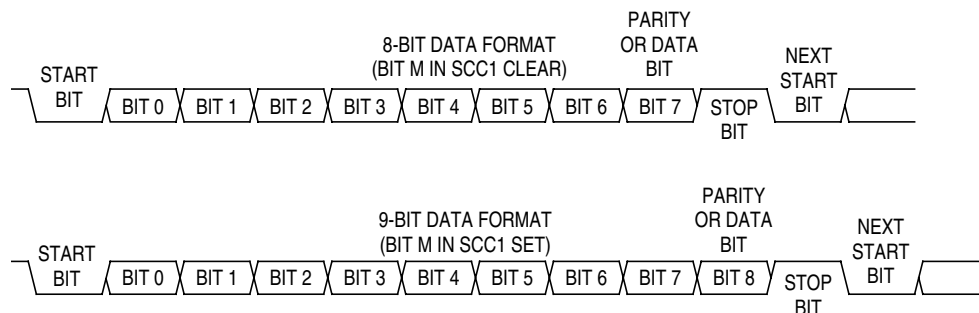 8-BIT DATA FORMAT
(BIT M IN SCC1 CLEAR)
PARITY
OR DATA
BIT
START
BIT
BIT 0 BIT 1 BIT 2 BIT 3 BIT 4 BIT 5 BIT 6 BIT 7
STOP
BIT
NEXT
START
BIT
9-BIT DATA FORMAT
(BIT M IN SCC1 SET)
PARITY
OR DATA
BIT
START
BIT
BIT 0 BIT 1 BIT 2 BIT 3 BIT 4 BIT 5 BIT 6 BIT 7 BIT 8
STOP
BIT
NEXT
START
BIT